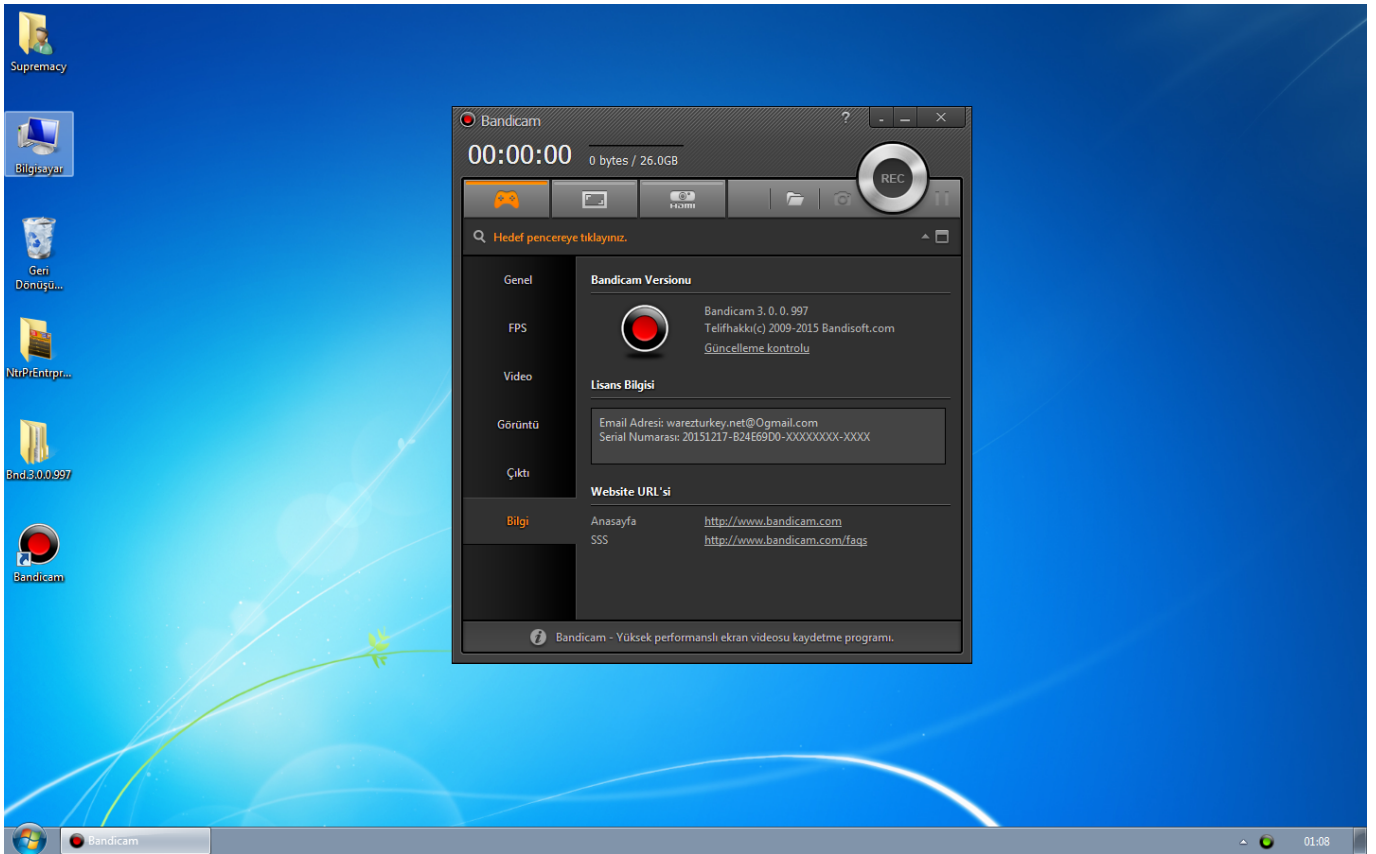 Supremacy
Bilgisayar
Geri
Dönüşü...
NtrPrEntrpr...
Bnd.3.0.0.997
Bandicam
Bandicam
?
00:00:00
0 bytes / 26.0GB
REC
HDMI
Hedef pencereye tıklayınız.
Genel
FPS
Video
Görüntü
Çıktı
Bilgi
Bandicam Versionu
Bandicam 3. 0. 0. 997
Telifhakkı(c) 2009-2015 Bandisoft.com
Güncelleme kontrolu
Lisans Bilgisi
Email Adresi: warezturkey.net@Ogmail.com
Serial Numarası: 20151217-B24E69D0-XXXXXXXX-XXXX
Website URL'si
Anasayfa http://www.bandicam.com
SSS http://www.bandicam.com/faqs
Bandicam - Yüksek performanslı ekran videosu kaydetme programı.
Bandicam
01:08